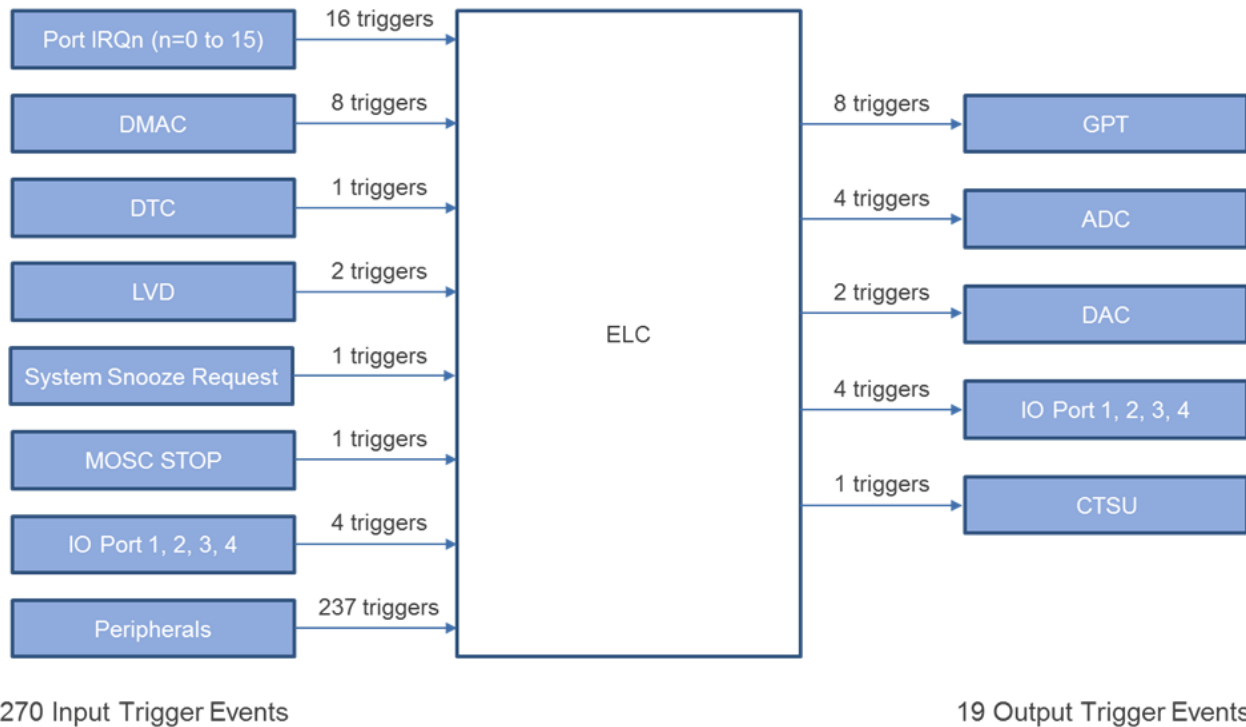 Port IRQn (n=0 to 15)
16 triggers
DMAC
8 triggers
DTC
1 triggers
LVD
2 triggers
System Snooze Request
1 triggers
MOSC STOP
1 triggers
IO Port 1, 2, 3, 4
4 triggers
Peripherals
237 triggers
ELC
8 triggers
GPT
4 triggers
ADC
2 triggers
DAC
4 triggers
IO Port 1, 2, 3, 4
1 triggers
CTSU
270 Input Trigger Events
19 Output Trigger Events